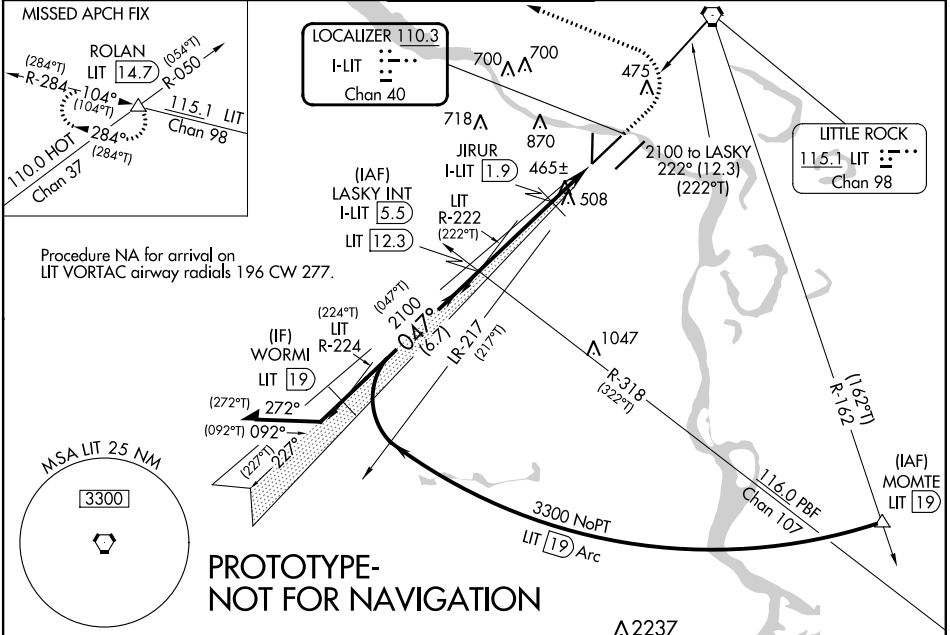 MISSED APCH FIX
ROLAN
LIT 14.7
(284°T)
R-284
104°
(104°T)
(054°T)
R-050
115.1 LIT
Chan 98
284°
(284°T)
110.0 HOT
Chan 37
LOCALIZER 110.3
I-LIT
Chan 40
700
700
475
718
870
JIRUR
I-LIT 1.9
465±
508
2100 to LASKY
222° (12.3)
(222°T)
LITTLE ROCK
115.1 LIT
Chan 98
(IAF)
LASKY INT
I-LIT 5.5
LIT 12.3
LIT
R-222
(222°T)
Procedure NA for arrival on
LIT VORTAC airway radials 196 CW 277.
(047°T)
2100
047°
(6.7)
(224°T)
LIT
R-224
LR-217
(217°T)
(IF)
WORMI
LIT 19
1047
R-318
(322°T)
(162°T)
R-162
(272°T)
272°
(092°T)
092°
(227°T)
227°
(IAF)
MOMTE
LIT 19
116.0 PBF
Chan 107
3300 NoPT
LIT 19 Arc
MSA LIT 25 NM
3300
PROTOTYPE-
NOT FOR NAVIGATION
2237